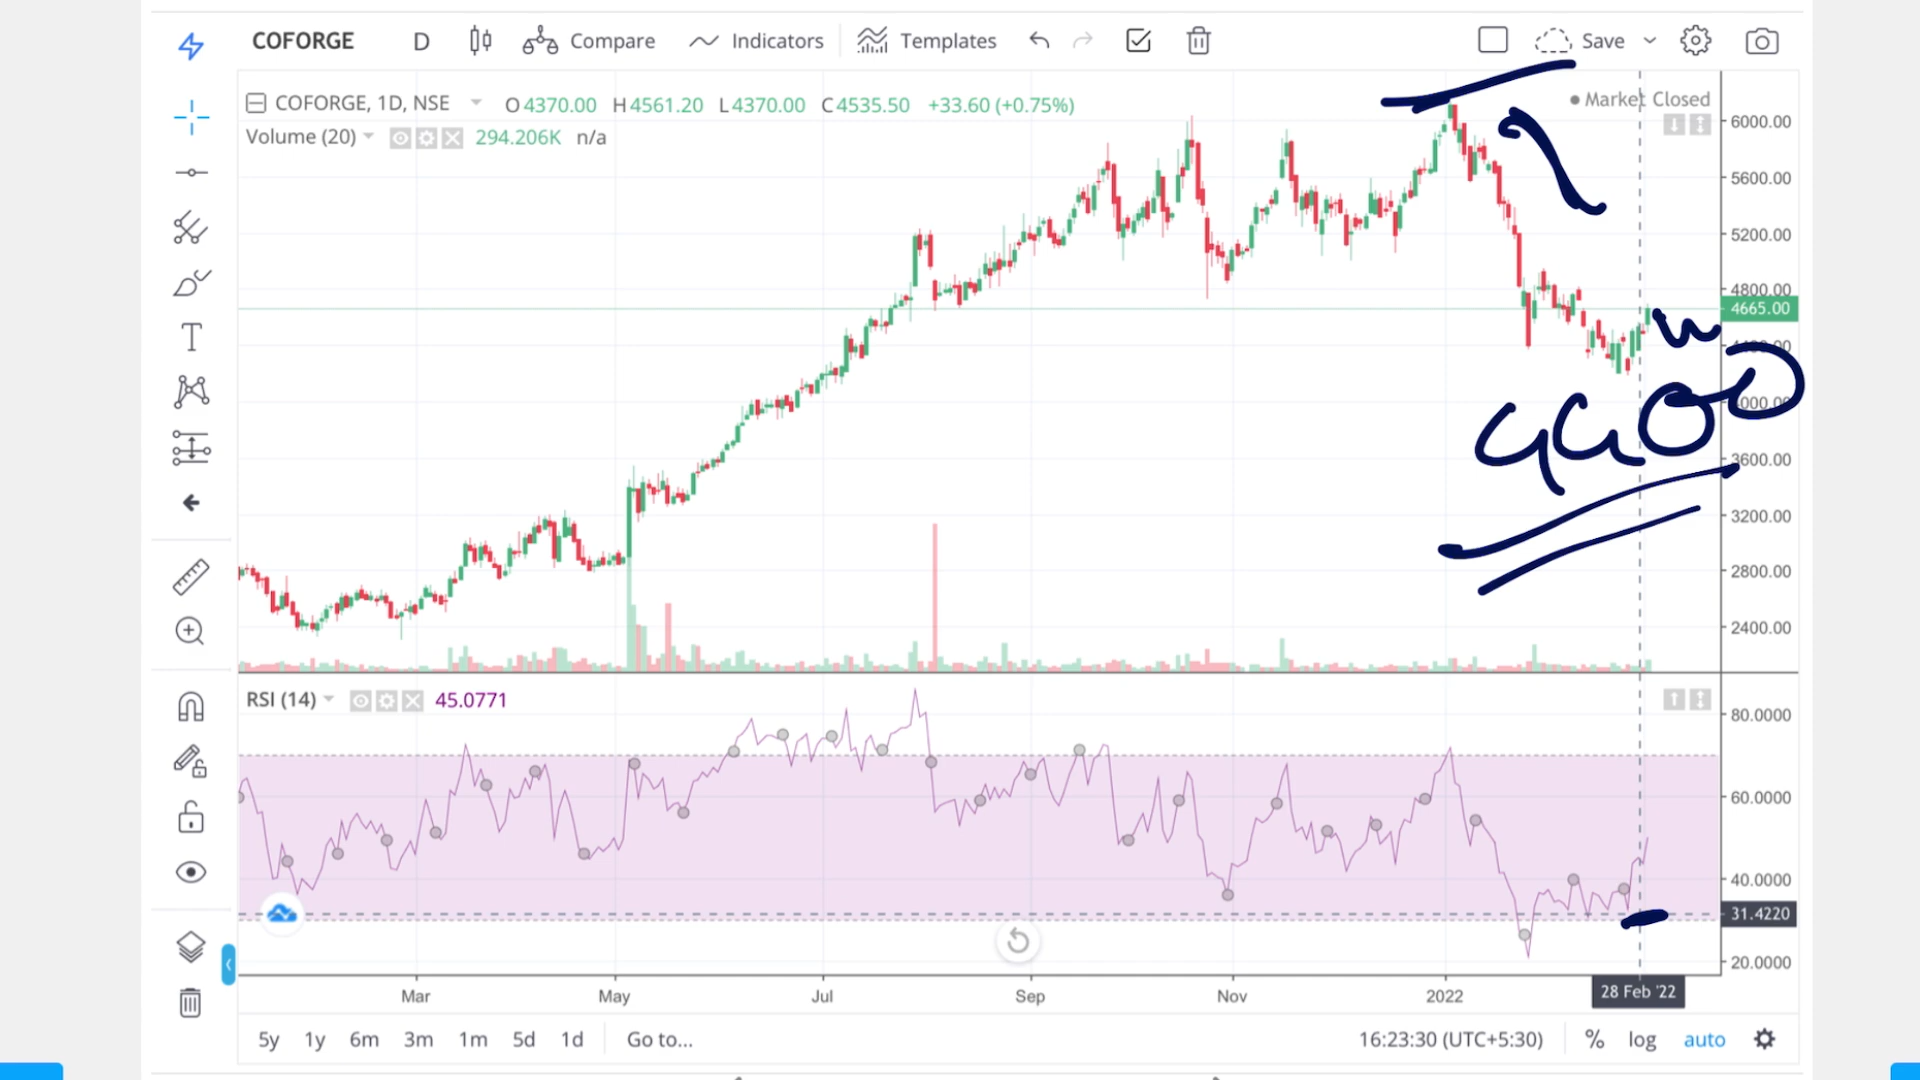 COFORGE D Compare Indicators Templates Save
COFORGE, 1D, NSE O4370.00 H4561.20 L4370.00 C4535.50 +33.60 (+0.75%)
Market Closed
Volume (20) 294.206K n/a
6000.00
5600.00
5200.00
4800.00
4665.00
4400.00
4400
4000.00
3600.00
3200.00
2800.00
2400.00
RSI (14) 45.0771
80.0000
60.0000
40.0000
31.4220
20.0000
Mar May Jul Sep Nov 2022 28 Feb '22
5y 1y 6m 3m 1m 5d 1d Go to... 16:23:30 (UTC+5:30) % log auto